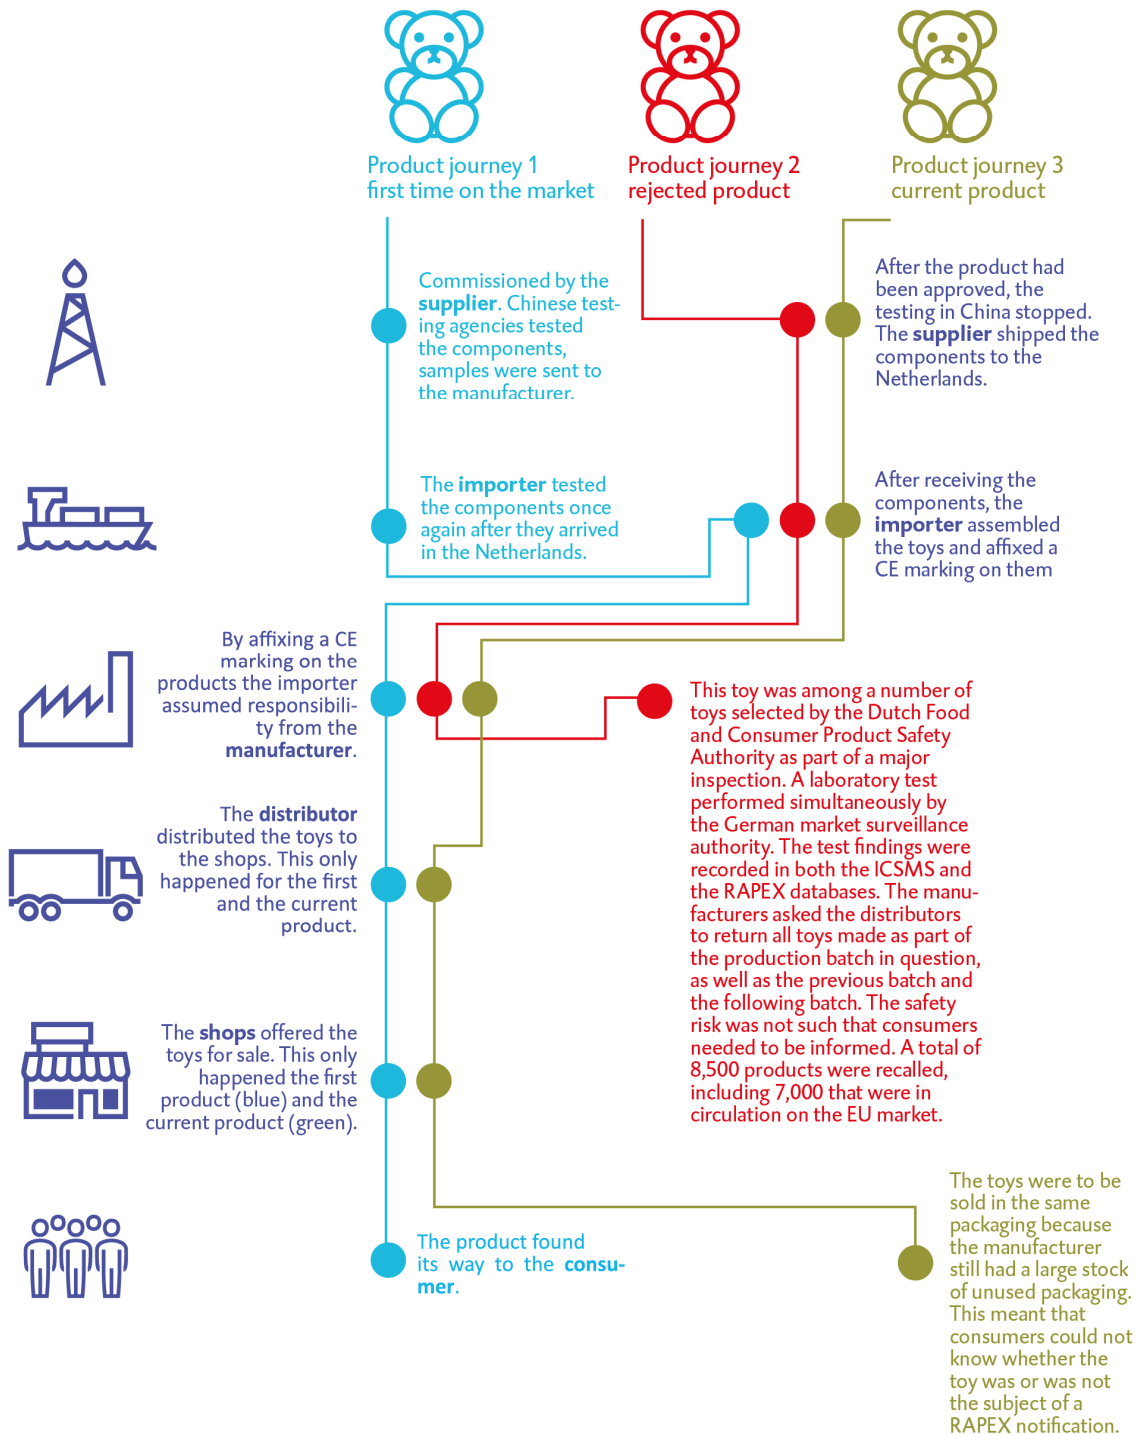 Product journey 1
first time on the market
Product journey 2
rejected product
Product journey 3
current product
Commissioned by the
supplier. Chinese test-
ing agencies tested
the components,
samples were sent to
the manufacturer.
After the product had
been approved, the
testing in China stopped.
The supplier shipped the
components to the
Netherlands.
The importer tested
the components once
again after they arrived
in the Netherlands.
After receiving the
components, the
importer assembled
the toys and affixed a
CE marking on them
By affixing a CE
marking on the
products the importer
assumed responsibili-
ty from the
manufacturer.
This toy was among a number of
toys selected by the Dutch Food
and Consumer Product Safety
Authority as part of a major
inspection. A laboratory test
performed simultaneously by
the German market surveillance
authority. The test findings were
recorded in both the ICSMS and
the RAPEX databases. The manu-
facturers asked the distributors
to return all toys made as part of
the production batch in question,
as well as the previous batch and
the following batch. The safety
risk was not such that consumers
needed to be informed. A total of
8,500 products were recalled,
including 7,000 that were in
circulation on the EU market.
The distributor
distributed the toys to
the shops. This only
happened for the first
and the current
product.
The shops offered the
toys for sale. This only
happened the first
product (blue) and the
current product (green).
The product found
its way to the consu-
mer.
The toys were to be
sold in the same
packaging because
the manufacturer
still had a large stock
of unused packaging.
This meant that
consumers could not
know whether the
toy was or was not
the subject of a
RAPEX notification.